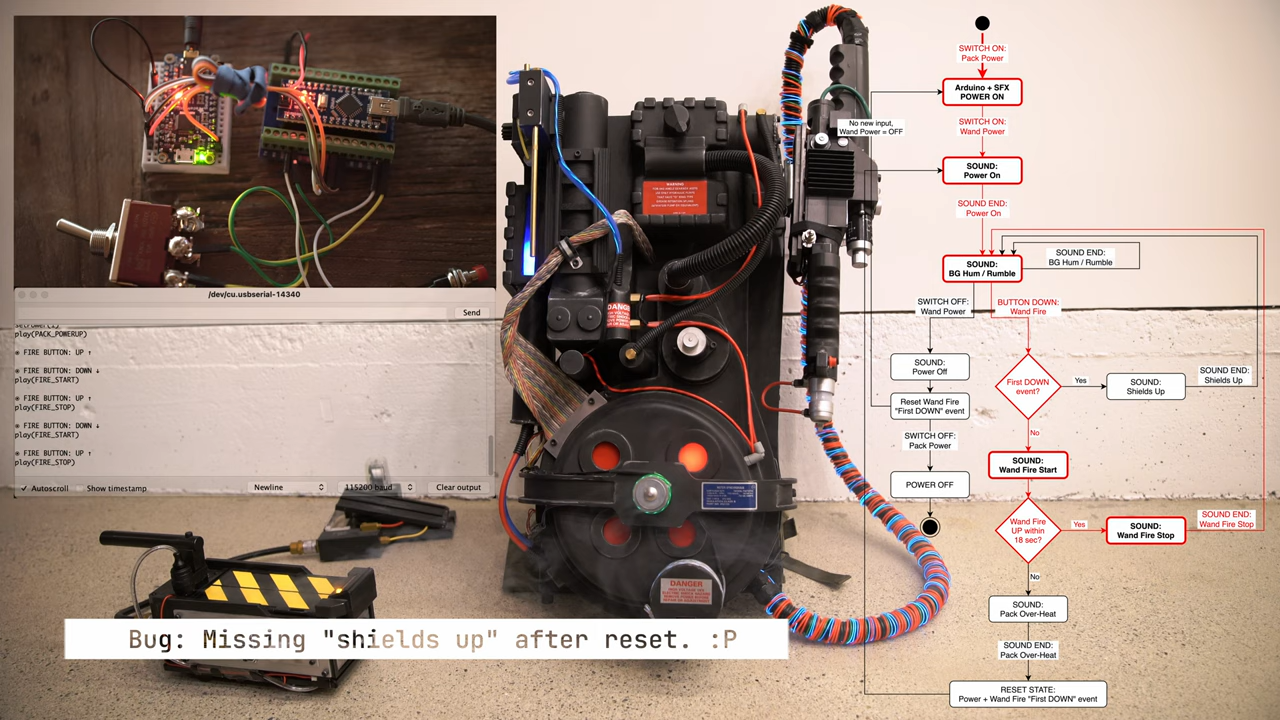 /dev/cu.usbserial-14340
Send
play(PACK_POWERUP)
FIRE BUTTON: UP ↑
FIRE BUTTON: DOWN ↓
play(FIRE_START)
FIRE BUTTON: UP ↑
play(FIRE_STOP)
FIRE BUTTON: DOWN ↓
play(FIRE_START)
FIRE BUTTON: UP ↑
play(FIRE_STOP)
✓ Autoscroll
Show timestamp
Newline
115200 baud
Clear output
WARNING
DANGER
DANGER
Bug: Missing "shields up" after reset. :P
SWITCH ON:
Pack Power
Arduino + SFX
POWER ON
No new input,
Wand Power = OFF
SWITCH ON:
Wand Power
SOUND:
Power On
SOUND END:
Power On
SOUND:
BG Hum / Rumble
SOUND END:
BG Hum / Rumble
SWITCH OFF:
Wand Power
BUTTON DOWN:
Wand Fire
SOUND:
Power Off
Reset Wand Fire
"First DOWN" event
SWITCH OFF:
Pack Power
POWER OFF
First DOWN
event?
Yes
SOUND:
Shields Up
SOUND END:
Shields Up
No
SOUND:
Wand Fire Start
Wand Fire
UP within
18 sec?
Yes
SOUND:
Wand Fire Stop
SOUND END:
Wand Fire Stop
No
SOUND:
Pack Over-Heat
SOUND END:
Pack Over-Heat
RESET STATE:
Power + Wand Fire "First DOWN" event